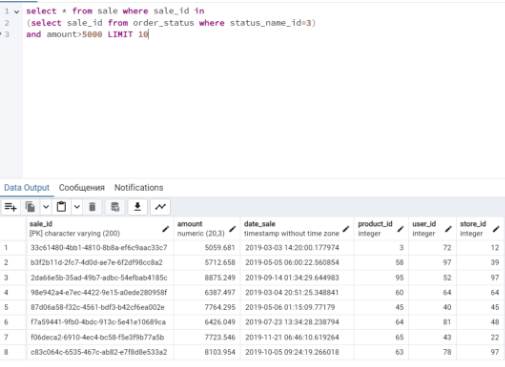 1 select * from sale where sale_id in
2 (select sale_id from order_status where status_name_id=3)
3 and amount>5000 LIMIT 10
Data Output Сообщения Notifications
sale_id amount date_sale product_id user_id store_id
[PK] character varying (200) numeric (20,3) timestamp without time zone integer integer integer
1 33c61480-4bb1-4810-8b8a-ef6c9aac33c7 5059.681 2019-03-03 14:20:00.177974 3 72 12
2 b3f2b11d-2fc7-4d0d-ae7e-6f2df98cc8a2 5712.658 2019-05-05 06:00:22.560854 58 97 39
3 2da66e5b-35ad-49b7-adbc-54efbab4185c 8875.249 2019-09-14 01:34:29.644983 95 52 97
4 98e942a4-e7ec-4422-9e15-a0ede280958f 6387.497 2019-03-04 20:51:25.348841 60 64 64
5 87d06a58-f32c-4561-bdf3-b42cf6ea002e 7764.295 2019-05-06 01:15:09.77179 45 40 45
6 f7a59441-9fb0-4bdc-913c-5e41e10689ca 6426.049 2019-07-23 13:34:28.238794 64 81 48
7 f06deca2-6910-4ec4-bc58-f5e3f9b77a5b 7723.546 2019-11-21 06:46:10.619264 65 43 22
8 c83c064c-6535-467c-ab82-e7f8d8e533a2 8103.954 2019-10-05 09:24:19.266018 63 78 97